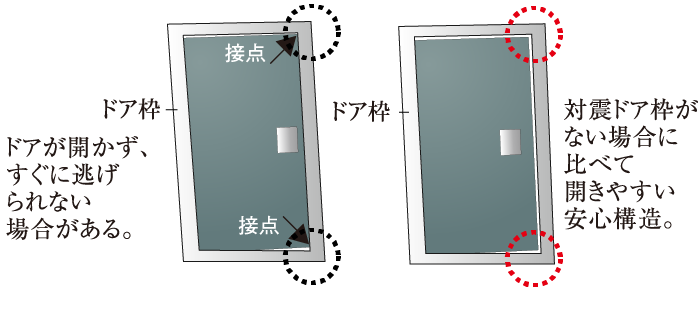 接点
ドア枠
ドアが開かず、
すぐに逃げ
られない
場合がある。
接点
ドア枠
対震ドア枠が
ない場合に
比べて
開きやすい
安心構造。